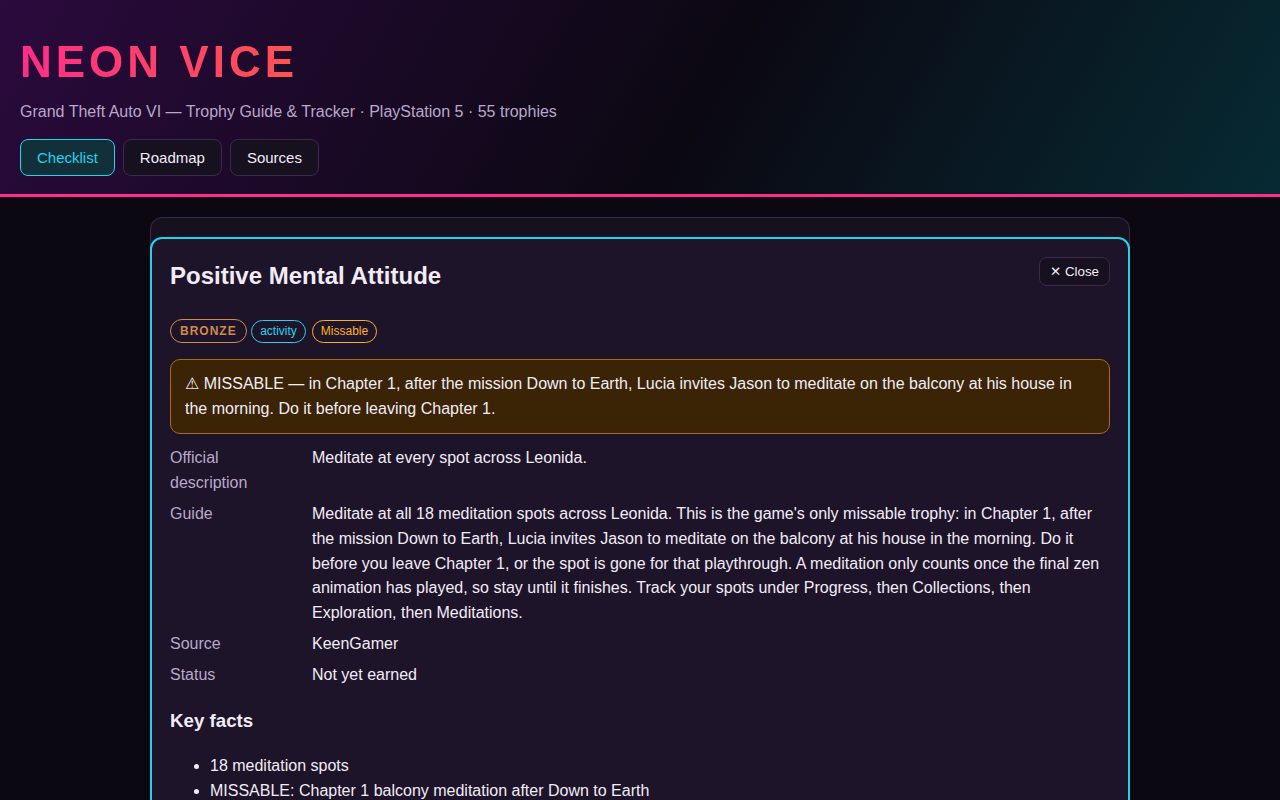 NEON VICE
Grand Theft Auto VI — Trophy Guide & Tracker · PlayStation 5 · 55 trophies
Checklist
Roadmap
Sources
Positive Mental Attitude
✕ Close
BRONZE
activity
Missable
⚠ MISSABLE — in Chapter 1, after the mission Down to Earth, Lucia invites Jason to meditate on the balcony at his house in
the morning. Do it before leaving Chapter 1.
Official
description
Meditate at every spot across Leonida.
Guide
Meditate at all 18 meditation spots across Leonida. This is the game's only missable trophy: in Chapter 1, after
the mission Down to Earth, Lucia invites Jason to meditate on the balcony at his house in the morning. Do it
before you leave Chapter 1, or the spot is gone for that playthrough. A meditation only counts once the final zen
animation has played, so stay until it finishes. Track your spots under Progress, then Collections, then
Exploration, then Meditations.
Source
KeenGamer
Status
Not yet earned
Key facts
• 18 meditation spots
• MISSABLE: Chapter 1 balcony meditation after Down to Earth